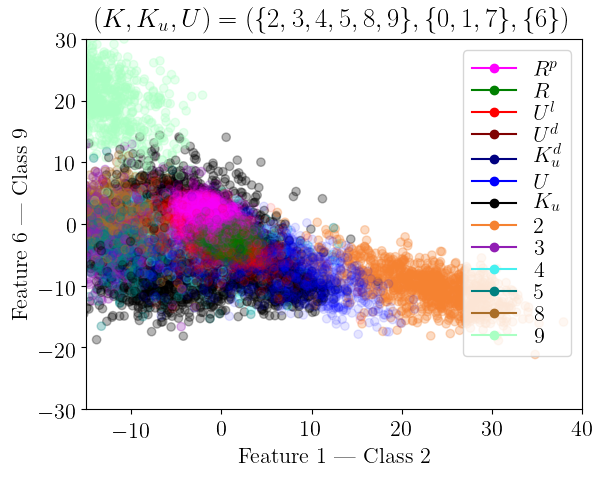 (K, K_u, U) = ({2, 3, 4, 5, 8, 9}, {0, 1, 7}, {6})
30
20
10
0
−10
−20
−30
Feature 6 — Class 9
−10
0
10
20
30
40
Feature 1 — Class 2
R^p
R
U^l
U^d
K_u^d
U
K_u
2
3
4
5
8
9